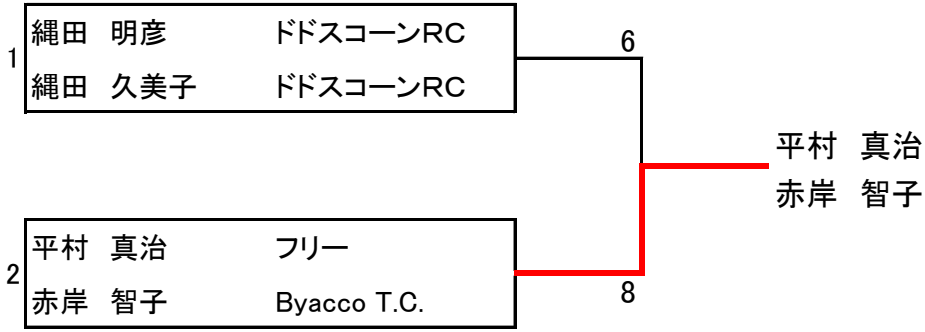 1
縄田 明彦 ドドスコーンRC
縄田 久美子 ドドスコーンRC
6
平村 真治
赤岸 智子
2
平村 真治 フリー
赤岸 智子 Byacco T.C.
8